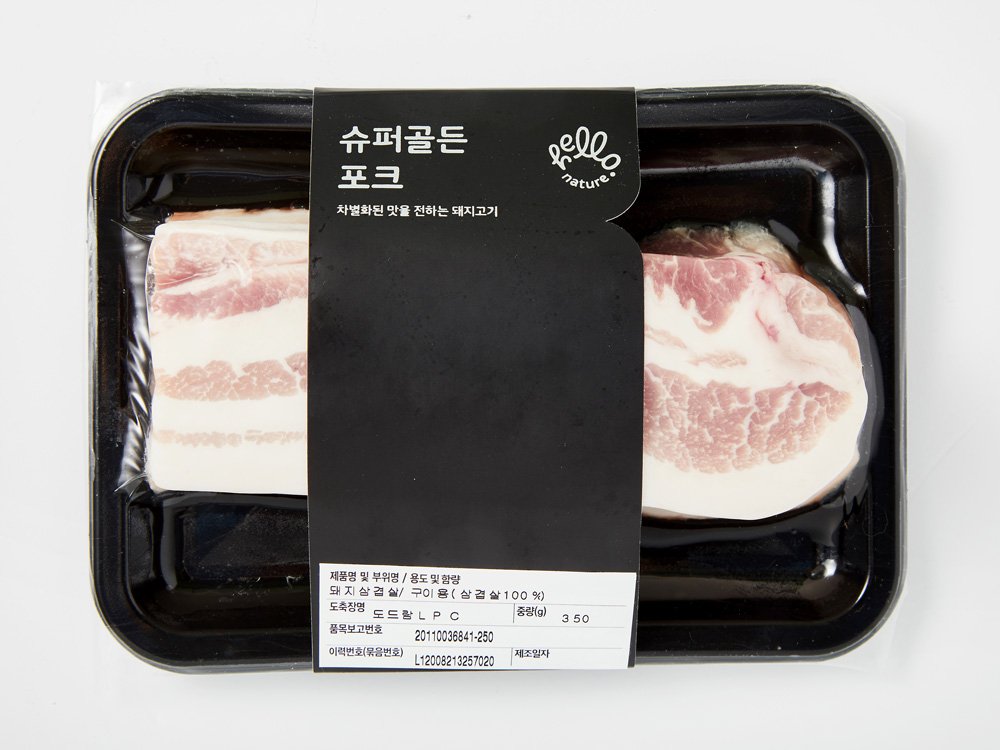 슈퍼골든
포크
hello.
nature.
차별화된 맛을 전하는 돼지고기
제품명 및 부위명 / 용도 및 함량
돼지삼겹살/ 구이용(삼겹살100 %)
도축장명 도드람LPC 중량(g) 350
품목보고번호 20110036841-250
이력번호(묶음번호) L12008213257020 제조일자